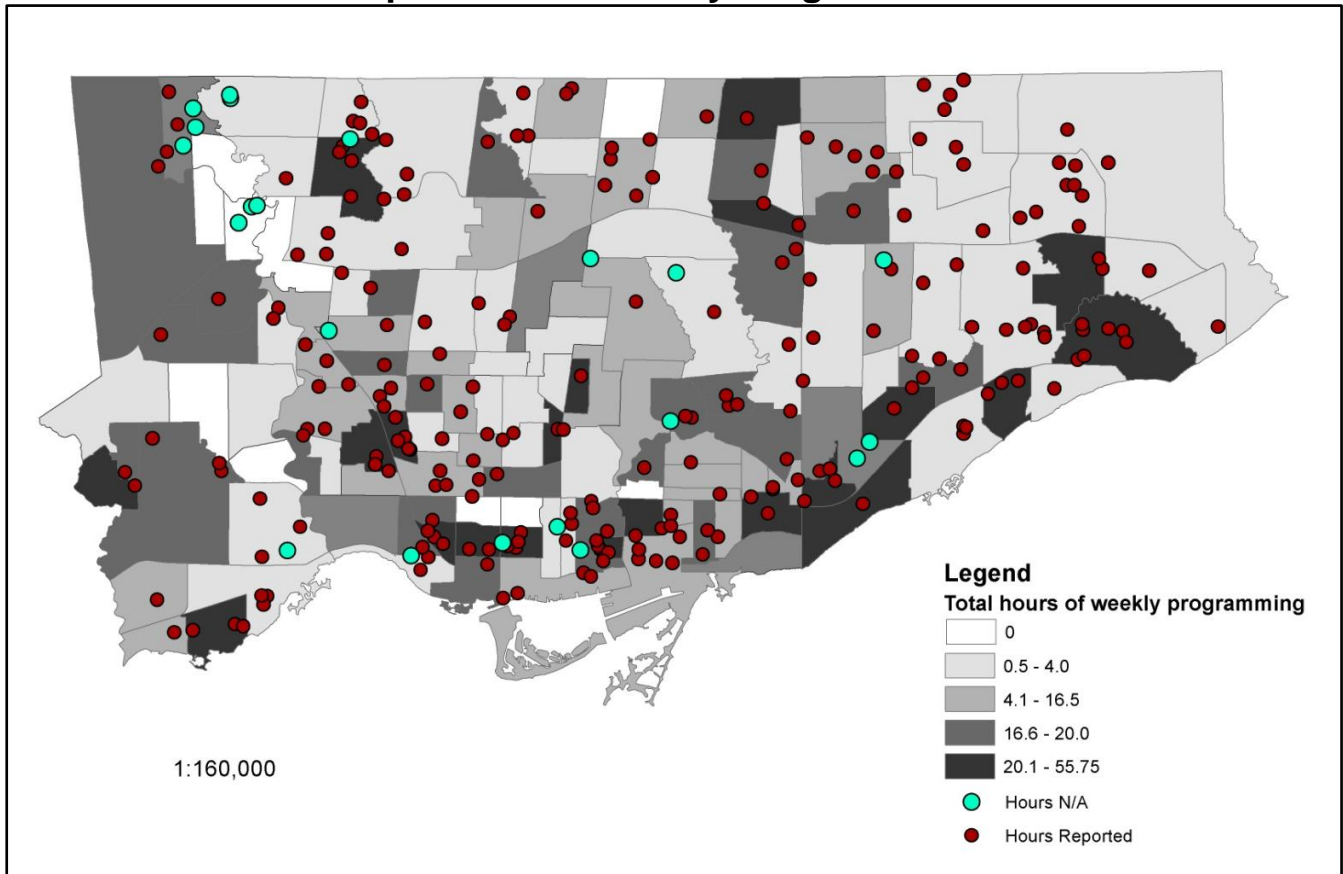 Legend
Total hours of weekly programming
0
0.5 - 4.0
4.1 - 16.5
16.6 - 20.0
20.1 - 55.75
Hours N/A
Hours Reported
1:160,000